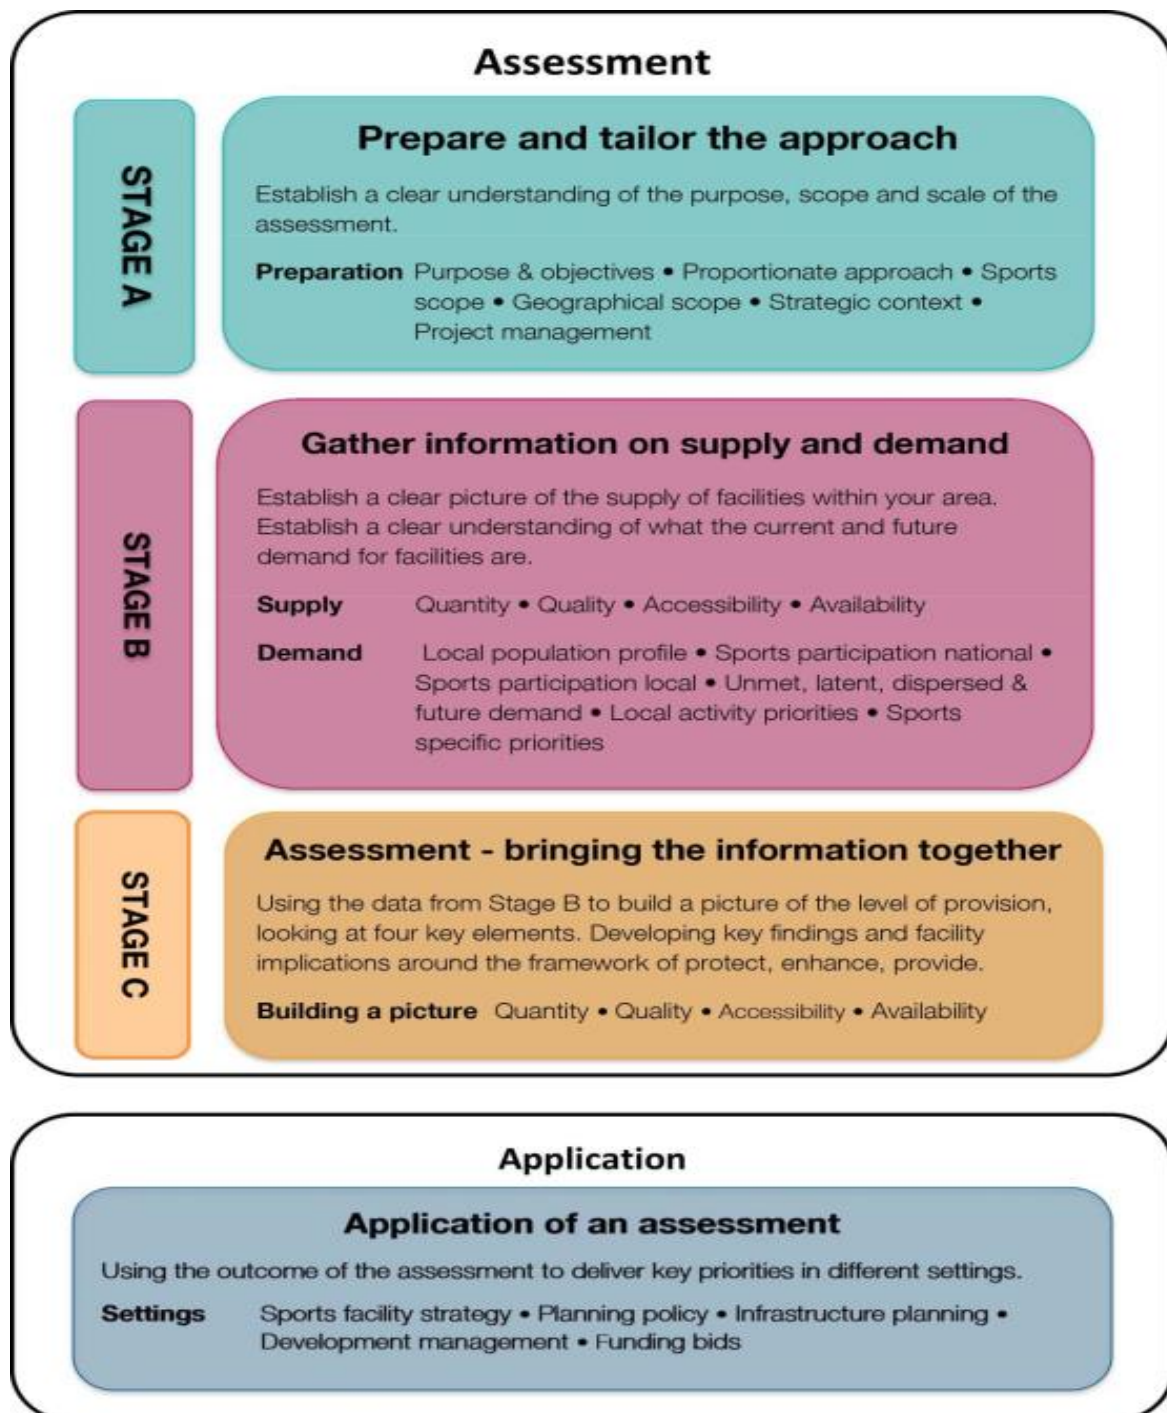 Assessment
STAGE A
Prepare and tailor the approach
Establish a clear understanding of the purpose, scope and scale of the
assessment.
Preparation Purpose & objectives • Proportionate approach • Sports
scope • Geographical scope • Strategic context •
Project management
STAGE B
Gather information on supply and demand
Establish a clear picture of the supply of facilities within your area.
Establish a clear understanding of what the current and future
demand for facilities are.
Supply Quantity • Quality • Accessibility • Availability
Demand Local population profile • Sports participation national •
Sports participation local • Unmet, latent, dispersed &
future demand • Local activity priorities • Sports
specific priorities
STAGE C
Assessment - bringing the information together
Using the data from Stage B to build a picture of the level of provision,
looking at four key elements. Developing key findings and facility
implications around the framework of protect, enhance, provide.
Building a picture Quantity • Quality • Accessibility • Availability
Application
Application of an assessment
Using the outcome of the assessment to deliver key priorities in different settings.
Settings Sports facility strategy • Planning policy • Infrastructure planning •
Development management • Funding bids